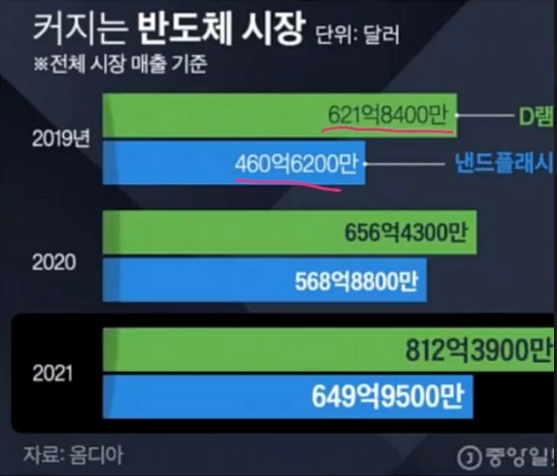 커지는 반도체 시장 단위: 달러
※전체 시장 매출 기준
2019년
621억8400만
D램
460억6200만
낸드플래시
2020
656억4300만
568억8800만
2021
812억3900만
649억9500만
자료: 옴디아
중앙일